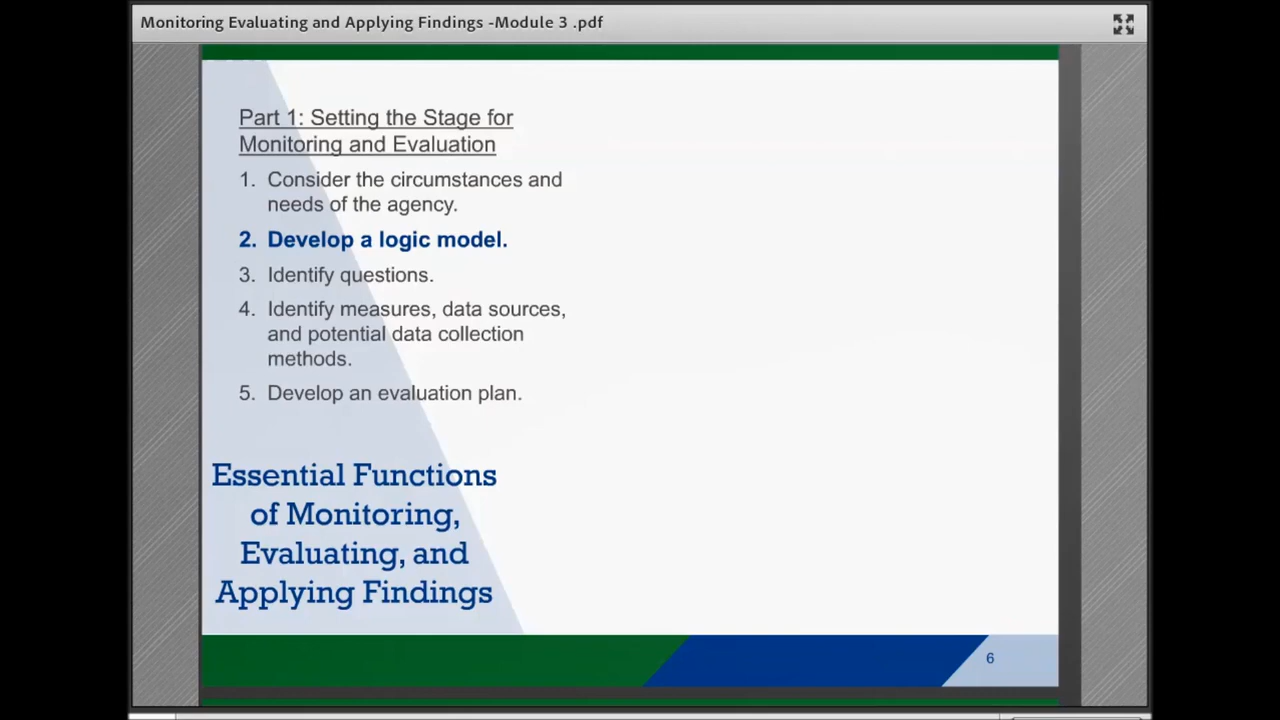 Monitoring Evaluating and Applying Findings -Module 3 .pdf
Part 1: Setting the Stage for
Monitoring and Evaluation
1. Consider the circumstances and
needs of the agency.
2. Develop a logic model.
3. Identify questions.
4. Identify measures, data sources,
and potential data collection
methods.
5. Develop an evaluation plan.
Essential Functions
of Monitoring,
Evaluating, and
Applying Findings
6